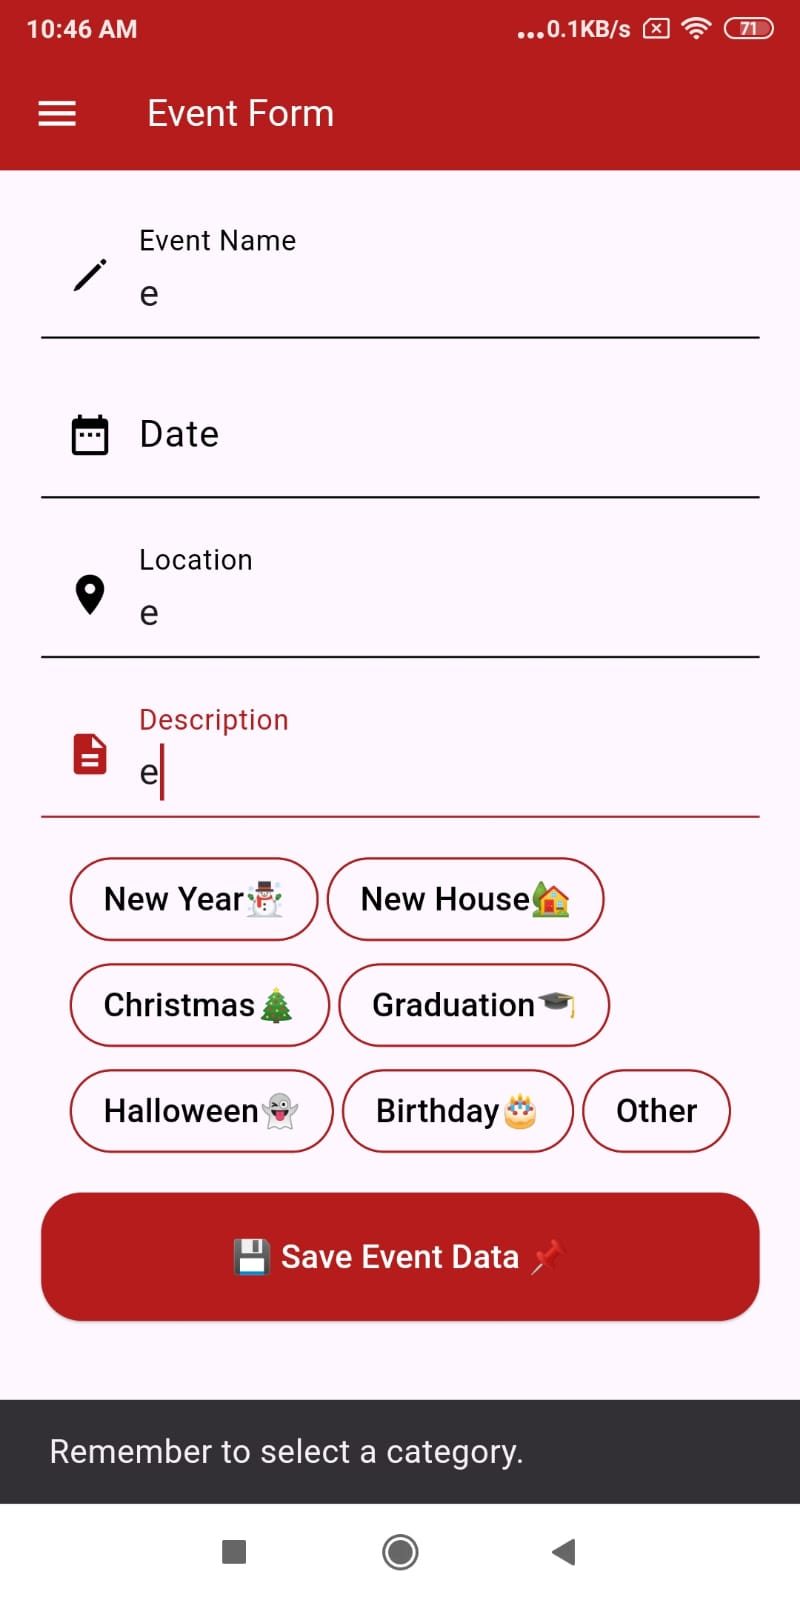 10:46 AM ...0.1KB/s 71
Event Form
Event Name
e
Date
Location
e
Description
e
New Year⛄ New House🏡
Christmas🎄 Graduation🎓
Halloween👻 Birthday🎂 Other
💾 Save Event Data 📌
Remember to select a category.